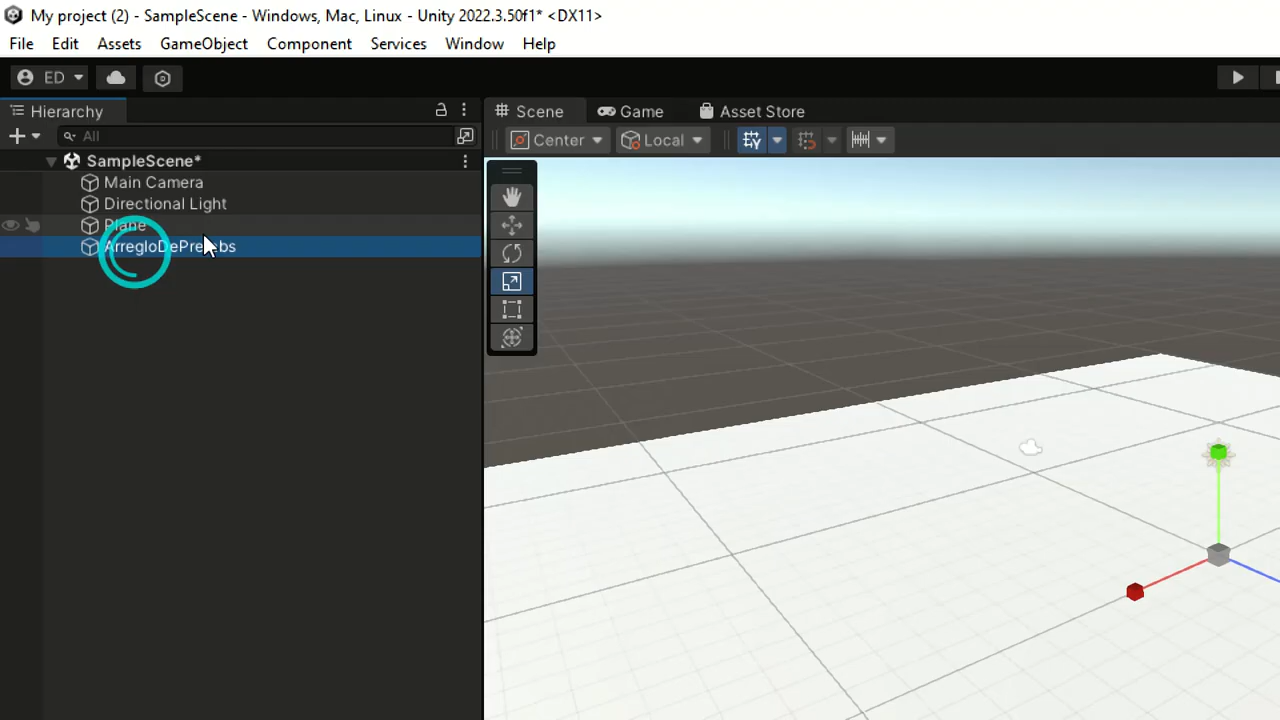 My project (2) - SampleScene - Windows, Mac, Linux - Unity 2022.3.50f1* <DX11>
File Edit Assets GameObject Component Services Window Help
ED
Hierarchy
Scene Game Asset Store
All
Center Local
SampleScene*
Main Camera
Directional Light
Plane
ArregloDePrefabs